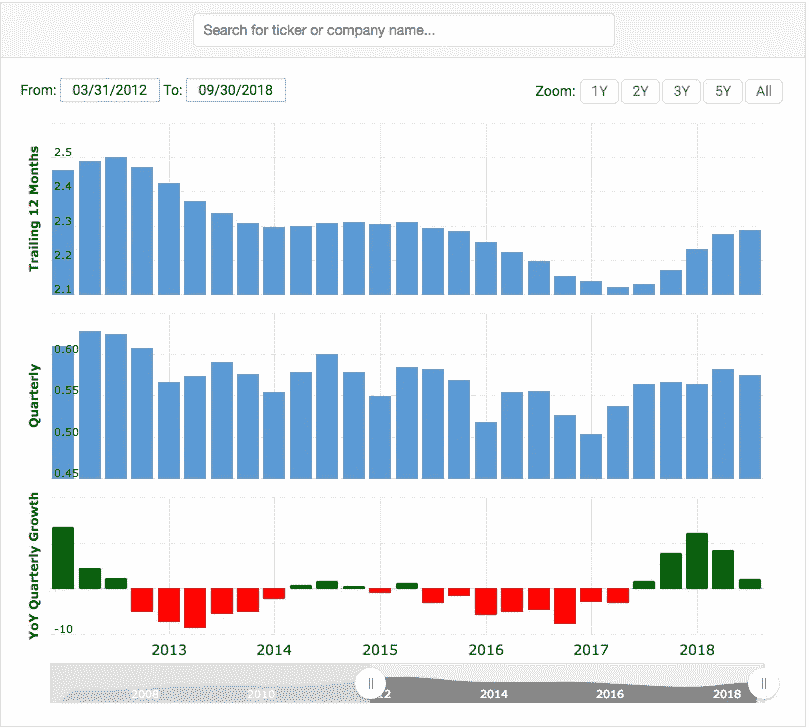 Search for ticker or company name...
From: 03/31/2012 To: 09/30/2018 Zoom: 1Y 2Y 3Y 5Y All
Trailing 12 Months
2.5
2.4
2.3
2.2
2.1
Quarterly
0.60
0.55
0.50
0.45
YoY Quarterly Growth
-10
2013 2014 2015 2016 2017 2018
2008 2010 12 2014 2016 2018